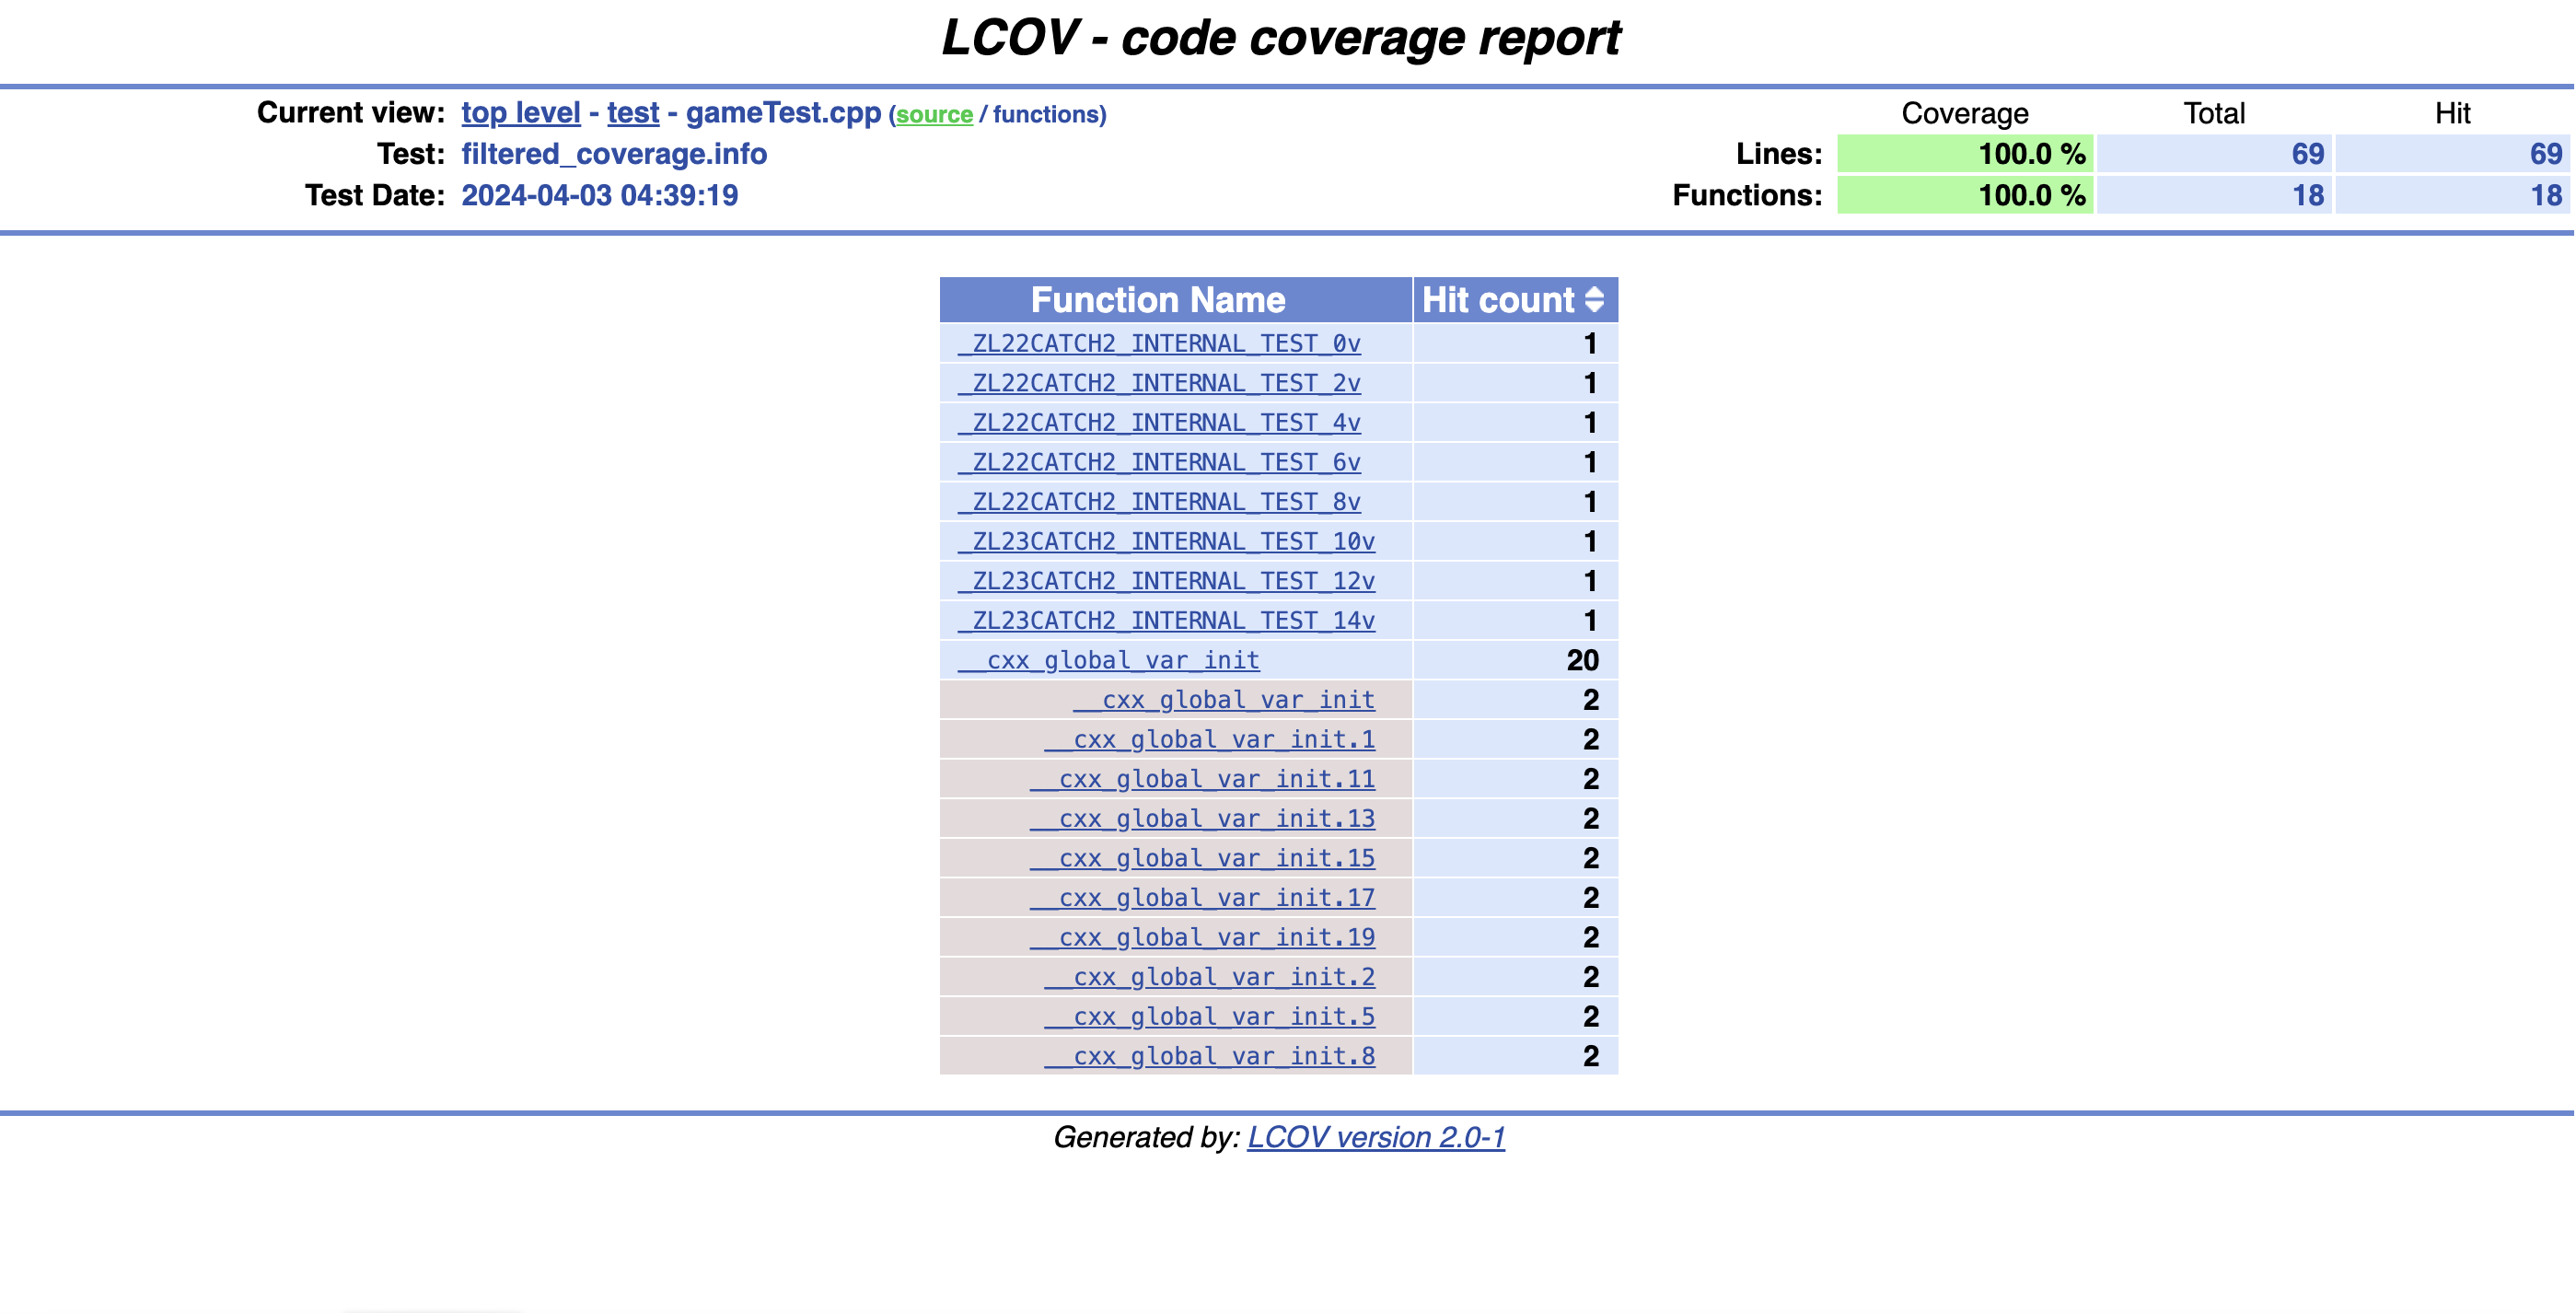 LCOV - code coverage report
Current view: top level - test - gameTest.cpp (source / functions)
Coverage Total Hit
Test: filtered_coverage.info
Lines: 100.0 % 69 69
Test Date: 2024-04-03 04:39:19
Functions: 100.0 % 18 18
Function Name Hit count
_ZL22CATCH2_INTERNAL_TEST_0v 1
_ZL22CATCH2_INTERNAL_TEST_2v 1
_ZL22CATCH2_INTERNAL_TEST_4v 1
_ZL22CATCH2_INTERNAL_TEST_6v 1
_ZL22CATCH2_INTERNAL_TEST_8v 1
_ZL23CATCH2_INTERNAL_TEST_10v 1
_ZL23CATCH2_INTERNAL_TEST_12v 1
_ZL23CATCH2_INTERNAL_TEST_14v 1
__cxx_global_var_init 20
__cxx_global_var_init 2
__cxx_global_var_init.1 2
__cxx_global_var_init.11 2
__cxx_global_var_init.13 2
__cxx_global_var_init.15 2
__cxx_global_var_init.17 2
__cxx_global_var_init.19 2
__cxx_global_var_init.2 2
__cxx_global_var_init.5 2
__cxx_global_var_init.8 2
Generated by: LCOV version 2.0-1